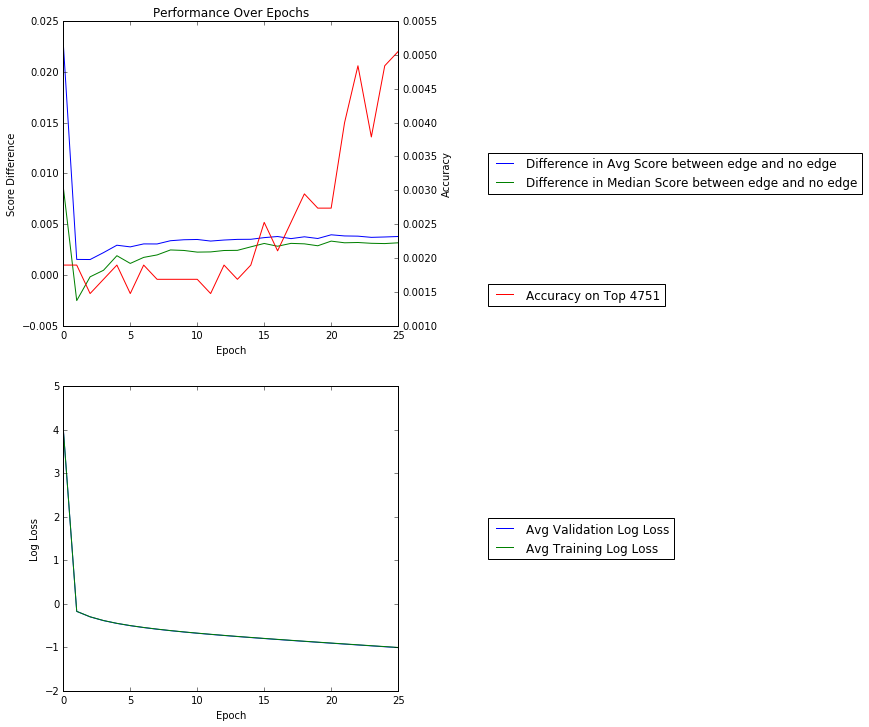 Performance Over Epochs
0.025
0.020
0.015
0.010
0.005
0.000
−0.005
Score Difference
0.0055
0.0050
0.0045
0.0040
0.0035
0.0030
0.0025
0.0020
0.0015
0.0010
Accuracy
0 5 10 15 20 25
Epoch
Difference in Avg Score between edge and no edge
Difference in Median Score between edge and no edge
Accuracy on Top 4751
5
4
3
2
1
0
−1
−2
Log Loss
0 5 10 15 20 25
Epoch
Avg Validation Log Loss
Avg Training Log Loss